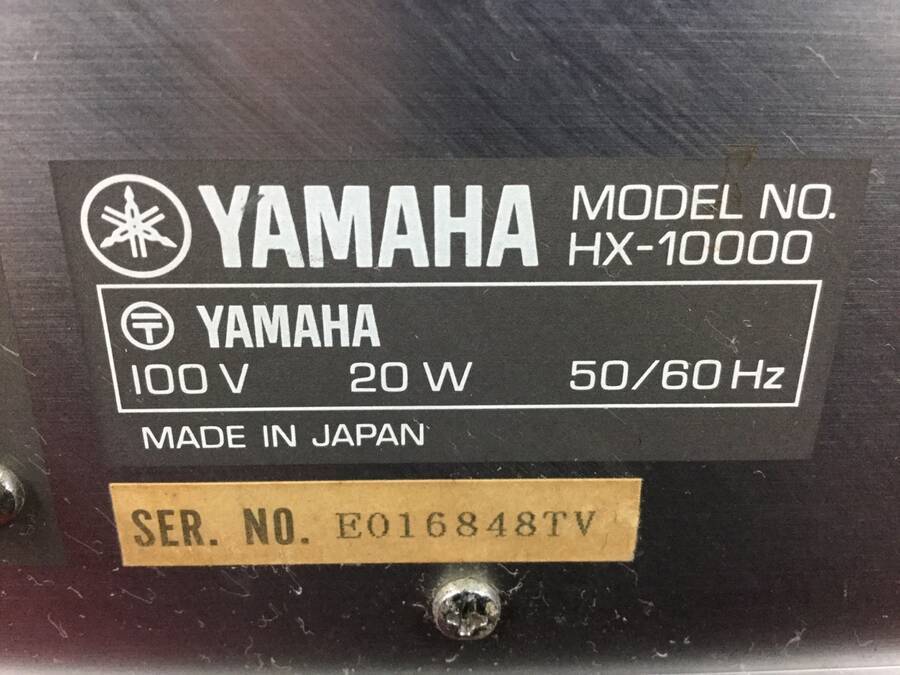 YAMAHA MODEL NO.
HX-10000
YAMAHA
100 V 20 W 50/60 Hz
MADE IN JAPAN
SER. NO. E016848TV